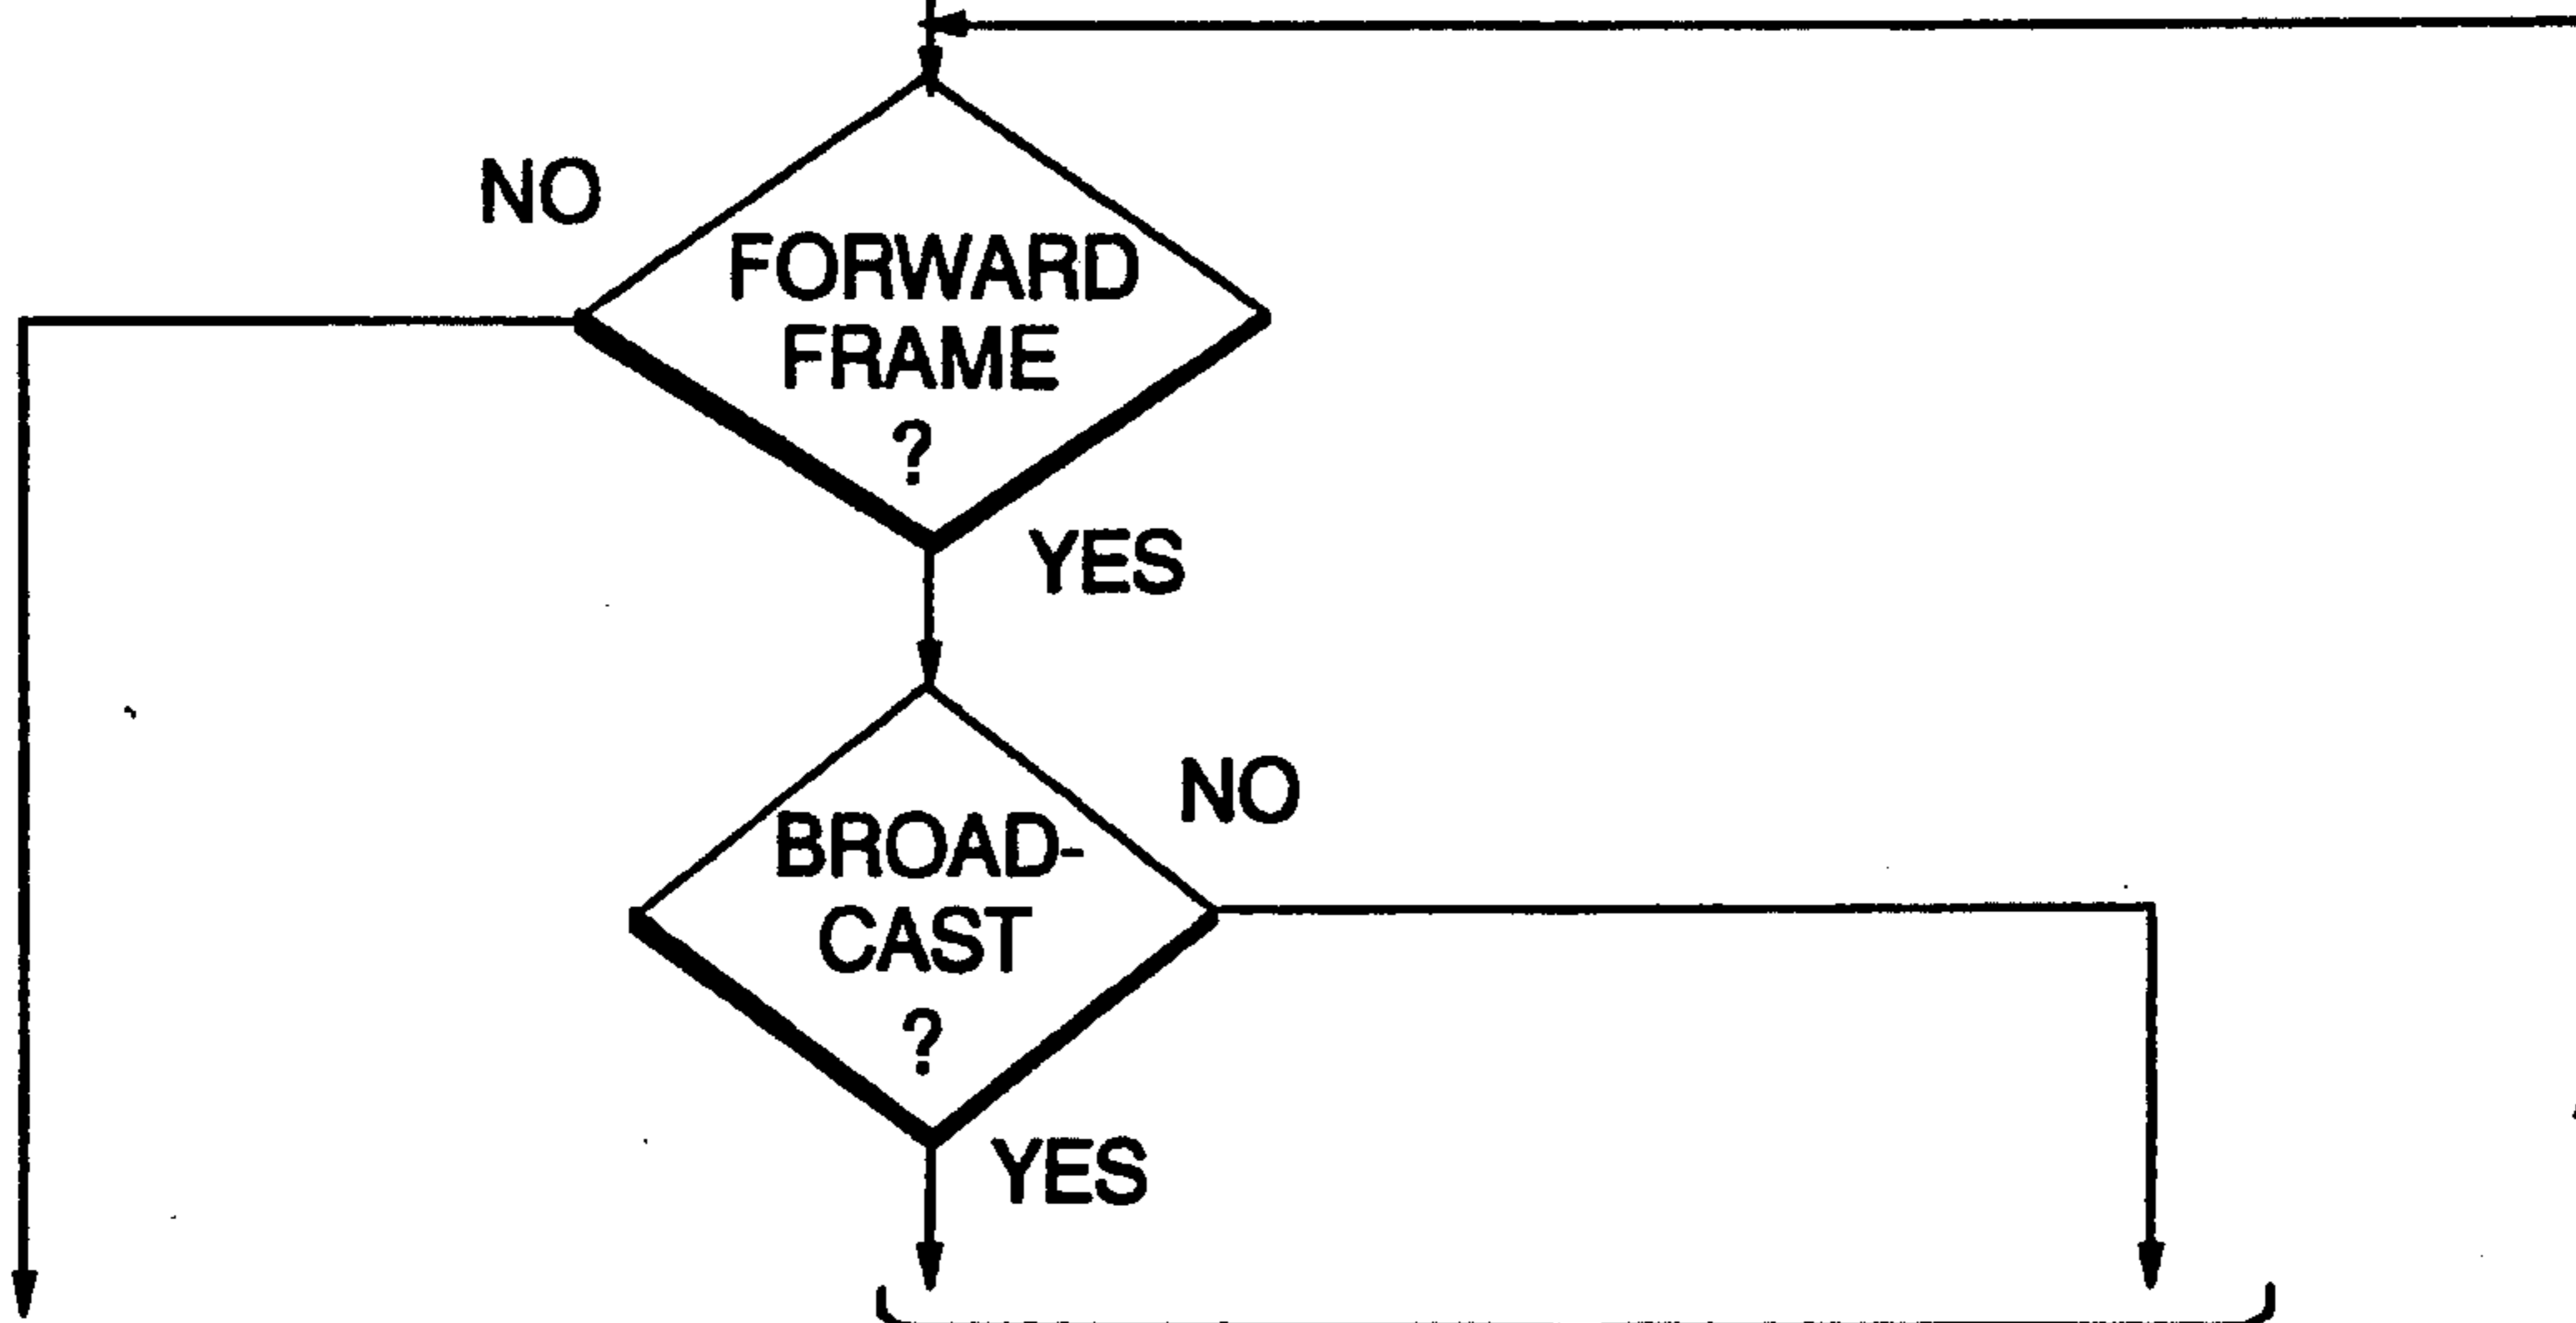 NO
FORWARD
FRAME
?
YES
NO
BROAD-
CAST
?
YES